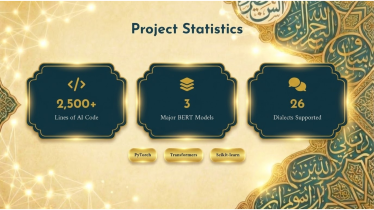 Project Statistics
2,500+
Lines of AI Code
3
Major BERT Models
26
Dialects Supported
PyTorch
Transformers
Scikit-learn